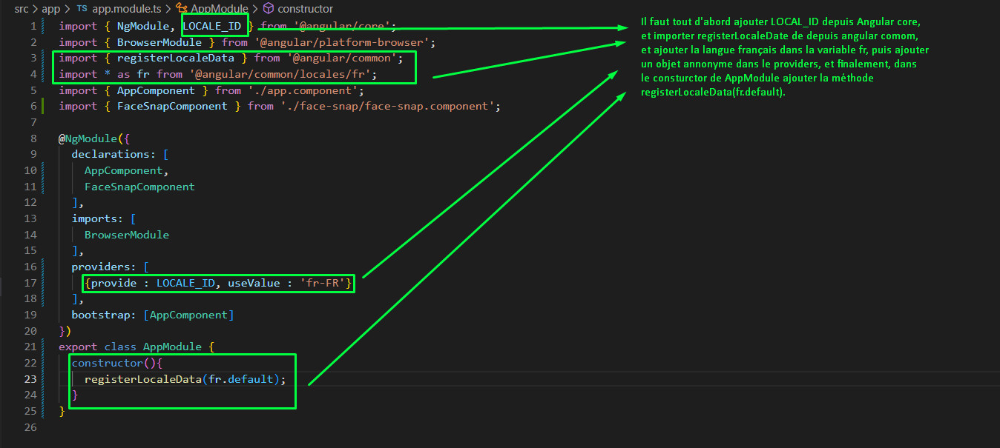 src > app > TS app.module.ts > AppModule > constructor
1 import { NgModule, LOCALE_ID } from '@angular/core';
2 import { BrowserModule } from '@angular/platform-browser';
3 import { registerLocaleData } from '@angular/common';
4 import * as fr from '@angular/common/locales/fr';
5 import { AppComponent } from './app.component';
6 import { FaceSnapComponent } from './face-snap/face-snap.component';
7
8 @NgModule({
9 declarations: [
10 AppComponent,
11 FaceSnapComponent
12 ],
13 imports: [
14 BrowserModule
15 ],
16 providers: [
17 {provide : LOCALE_ID, useValue : 'fr-FR'}
18 ],
19 bootstrap: [AppComponent]
20 })
21 export class AppModule {
22 constructor(){
23 registerLocaleData(fr.default);
24 }
25 }
26
Il faut tout d'abord ajouter LOCAL_ID depuis Angular core,
et importer registerLocaleDate de depuis angular comom,
et ajouter la langue français dans la variable fr, puis ajouter
un objet annonyme dans le providers, et finalement, dans
le consturctor de AppModule ajouter la méthode
registerLocaleData(fr.default).